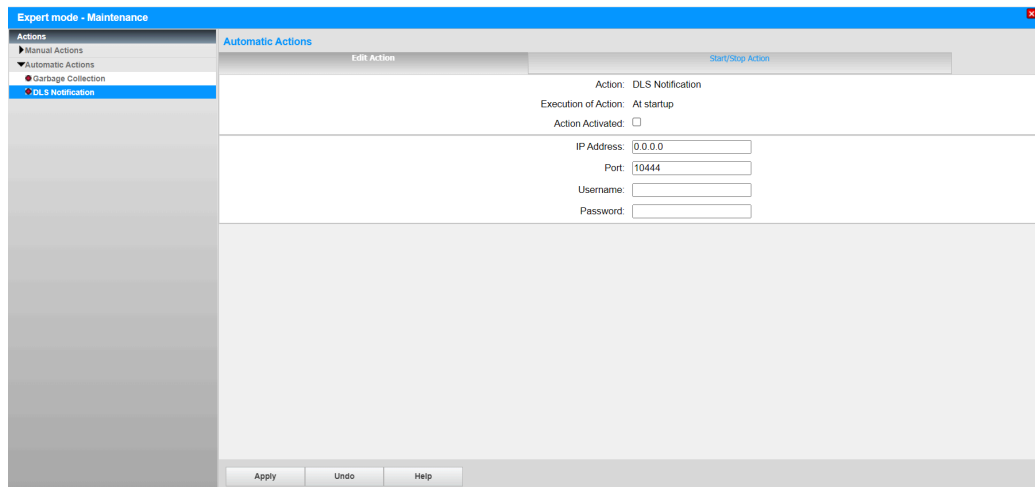 Expert mode - Maintenance
Actions
Manual Actions
Automatic Actions
Garbage Collection
DLS Notification
Automatic Actions
Edit Action
Start/Stop Action
Action: DLS Notification
Execution of Action: At startup
Action Activated:
IP Address: 0.0.0.0
Port: 10444
Username:
Password:
Apply Undo Help